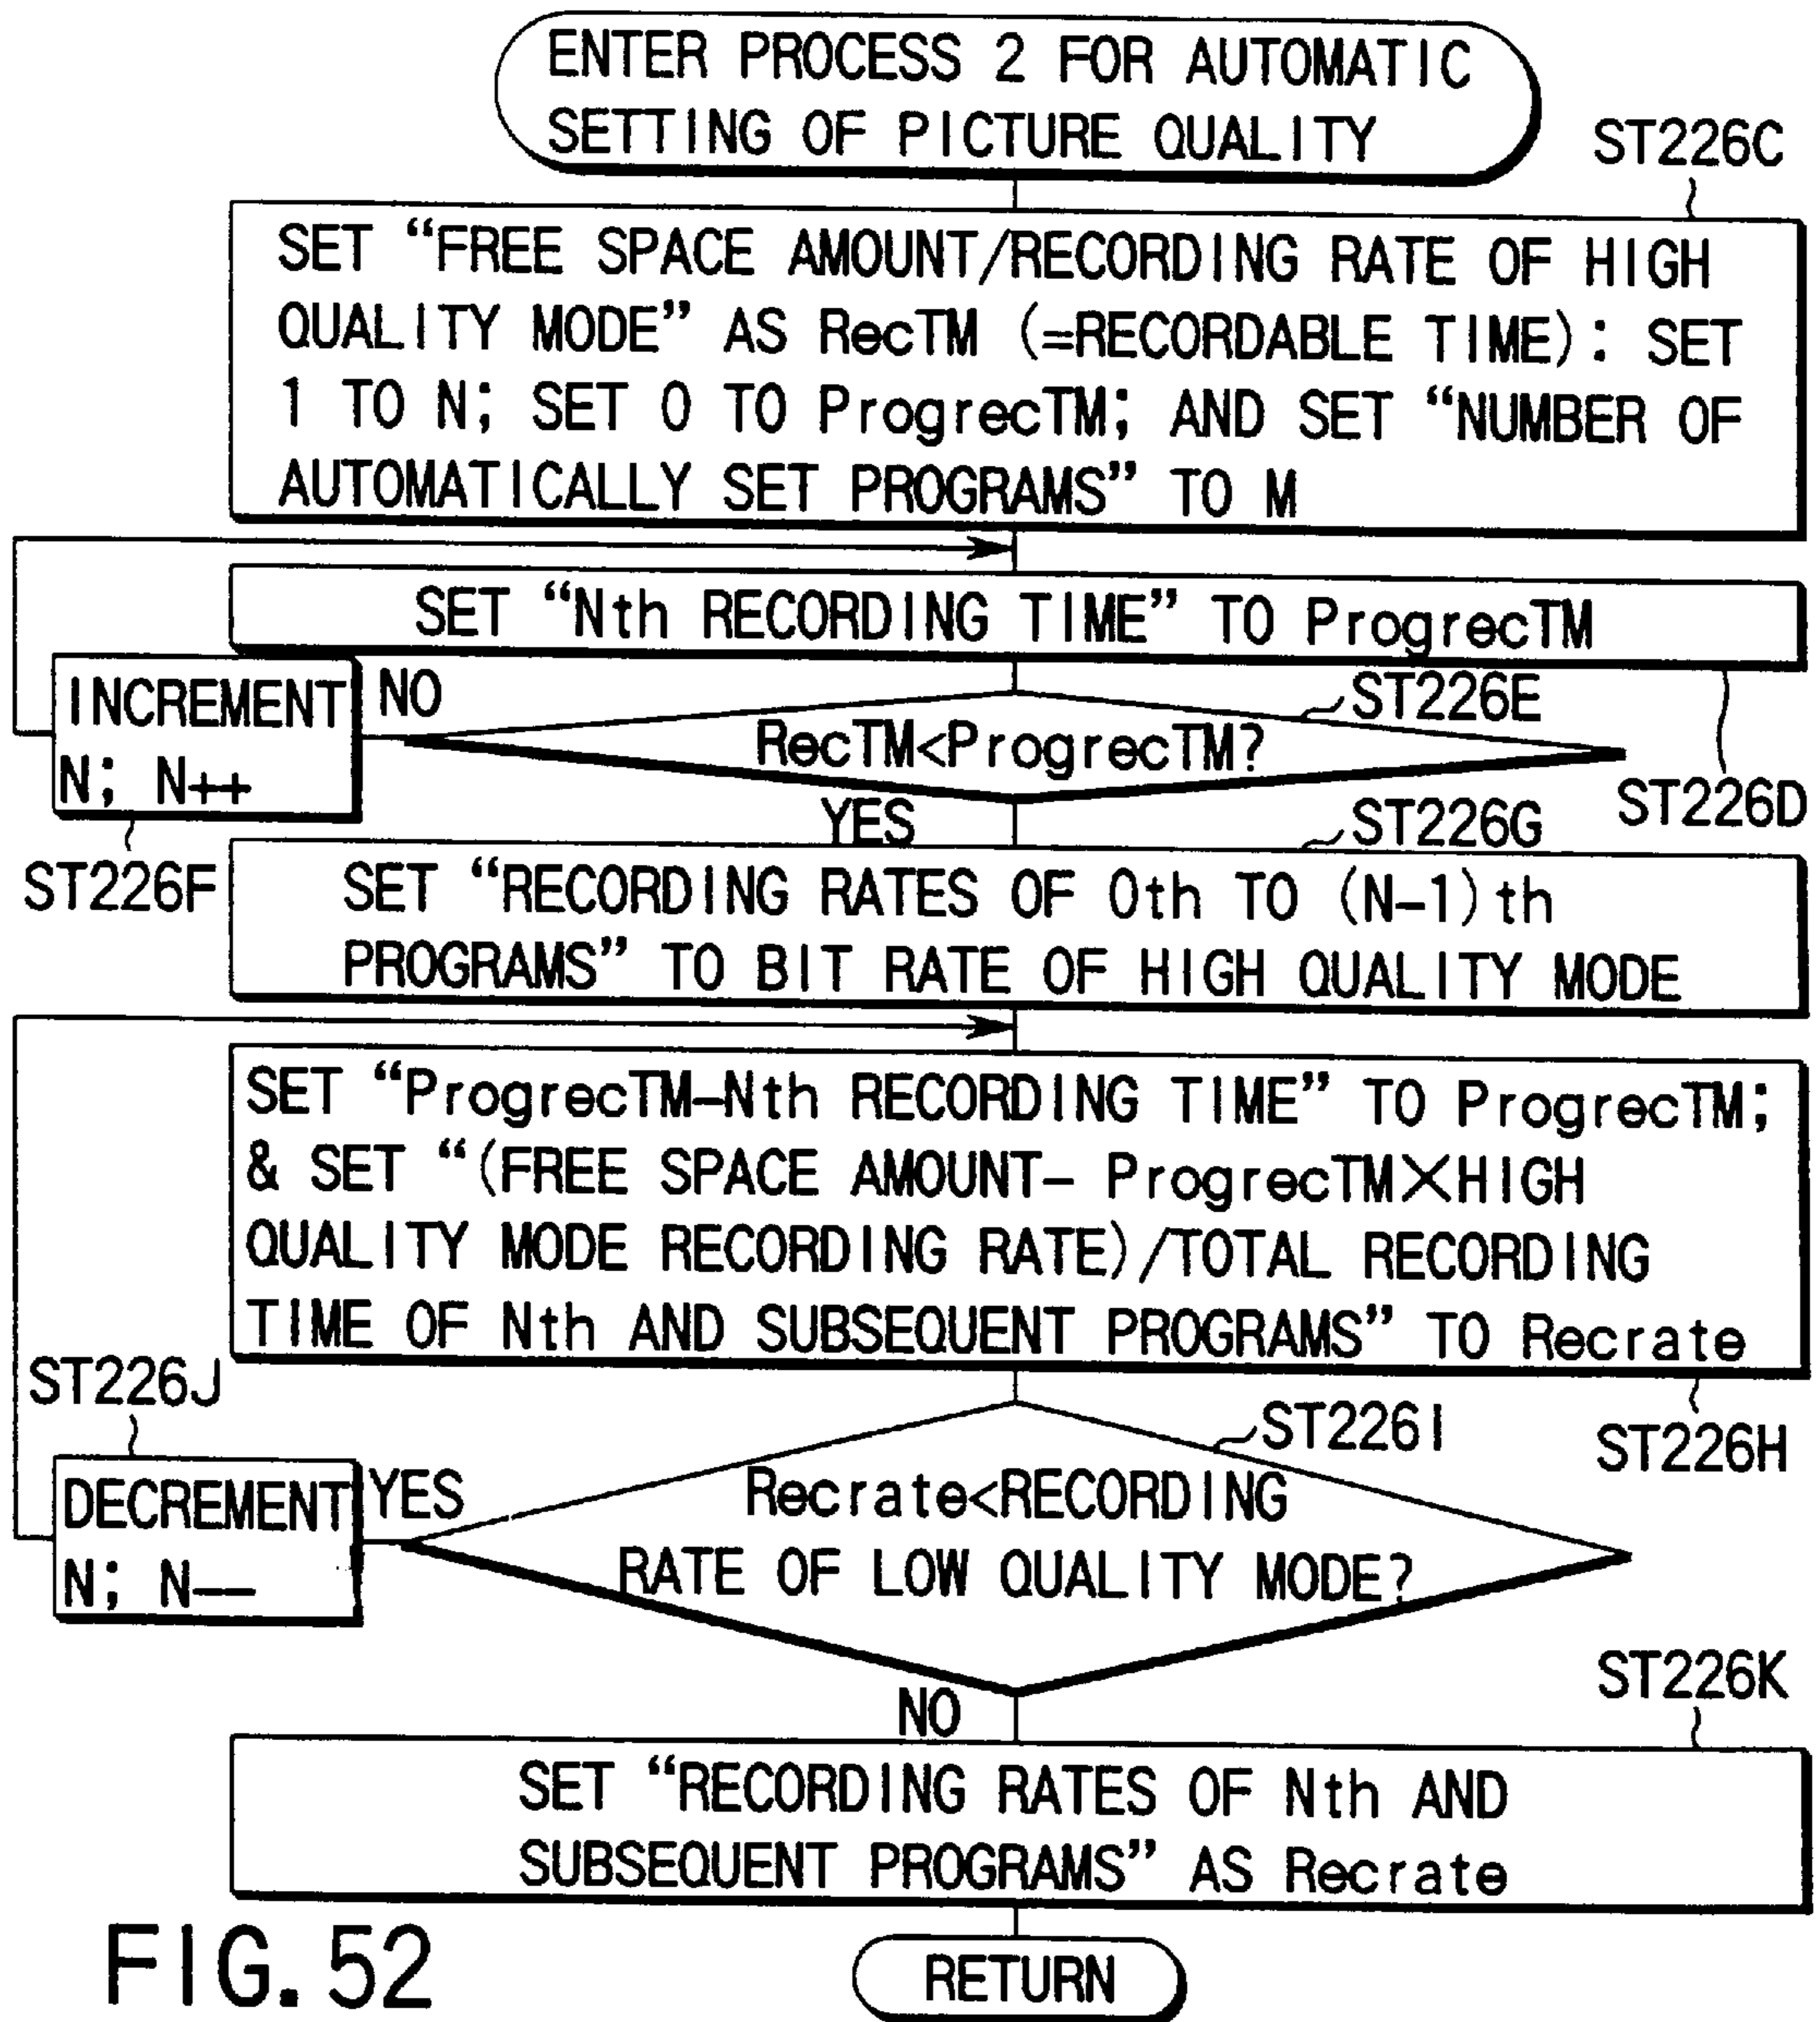 ENTER PROCESS 2 FOR AUTOMATIC
SETTING OF PICTURE QUALITY
ST226C
SET “FREE SPACE AMOUNT/RECORDING RATE OF HIGH
QUALITY MODE” AS RecTM (=RECORDABLE TIME): SET
1 TO N; SET 0 TO ProgrecTM; AND SET “NUMBER OF
AUTOMATICALLY SET PROGRAMS” TO M
SET “Nth RECORDING TIME” TO ProgrecTM
ST226D
INCREMENT
N; N++
ST226F
NO
ST226E
RecTM<ProgrecTM?
YES
ST226G
SET “RECORDING RATES OF 0th TO (N-1)th
PROGRAMS” TO BIT RATE OF HIGH QUALITY MODE
SET “ProgrecTM-Nth RECORDING TIME” TO ProgrecTM;
& SET “(FREE SPACE AMOUNT- ProgrecTM×HIGH
QUALITY MODE RECORDING RATE)/TOTAL RECORDING
TIME OF Nth AND SUBSEQUENT PROGRAMS” TO Recrate
ST226H
ST226J
DECREMENT
N; N--
YES
ST226I
Recrate<RECORDING
RATE OF LOW QUALITY MODE?
NO
ST226K
SET “RECORDING RATES OF Nth AND
SUBSEQUENT PROGRAMS” AS Recrate
RETURN
FIG. 52